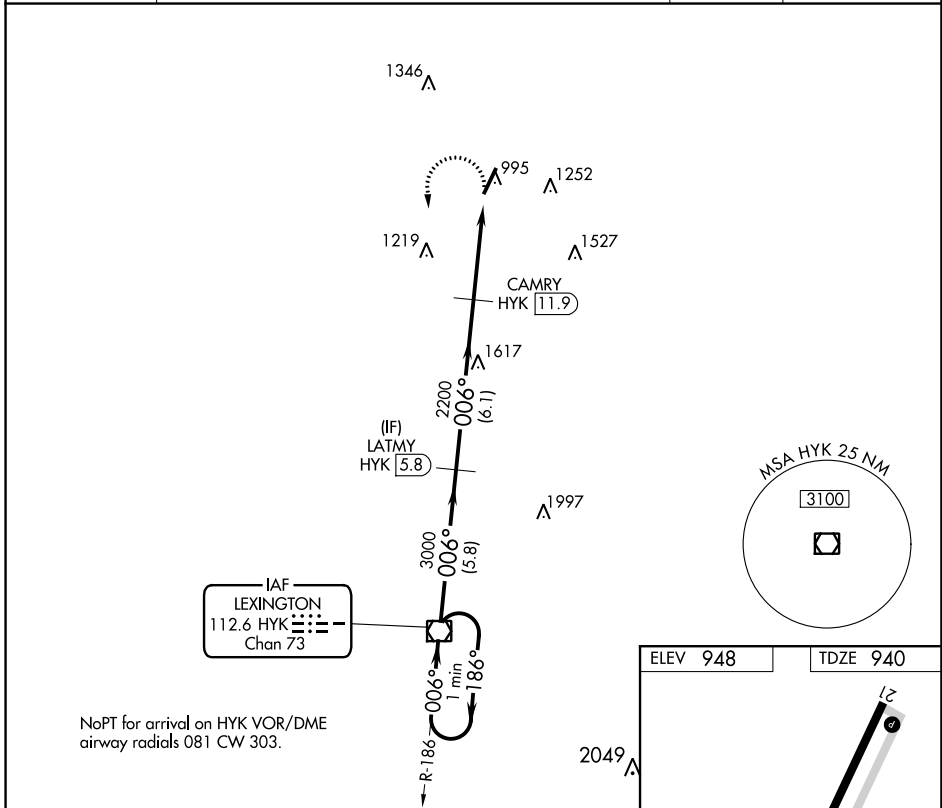 1346
995
1252
1219
1527
CAMRY
HYK 11.9
1617
2200
006°
(6.1)
(IF)
LATMY
HYK 5.8
MSA HYK 25 NM
3100
1997
3000
006°
(5.8)
IAF
LEXINGTON
112.6 HYK
Chan 73
006°
1 min
186°
R-186
NoPT for arrival on HYK VOR/DME
airway radials 081 CW 303.
2049
ELEV 948
TDZE 940
21
P